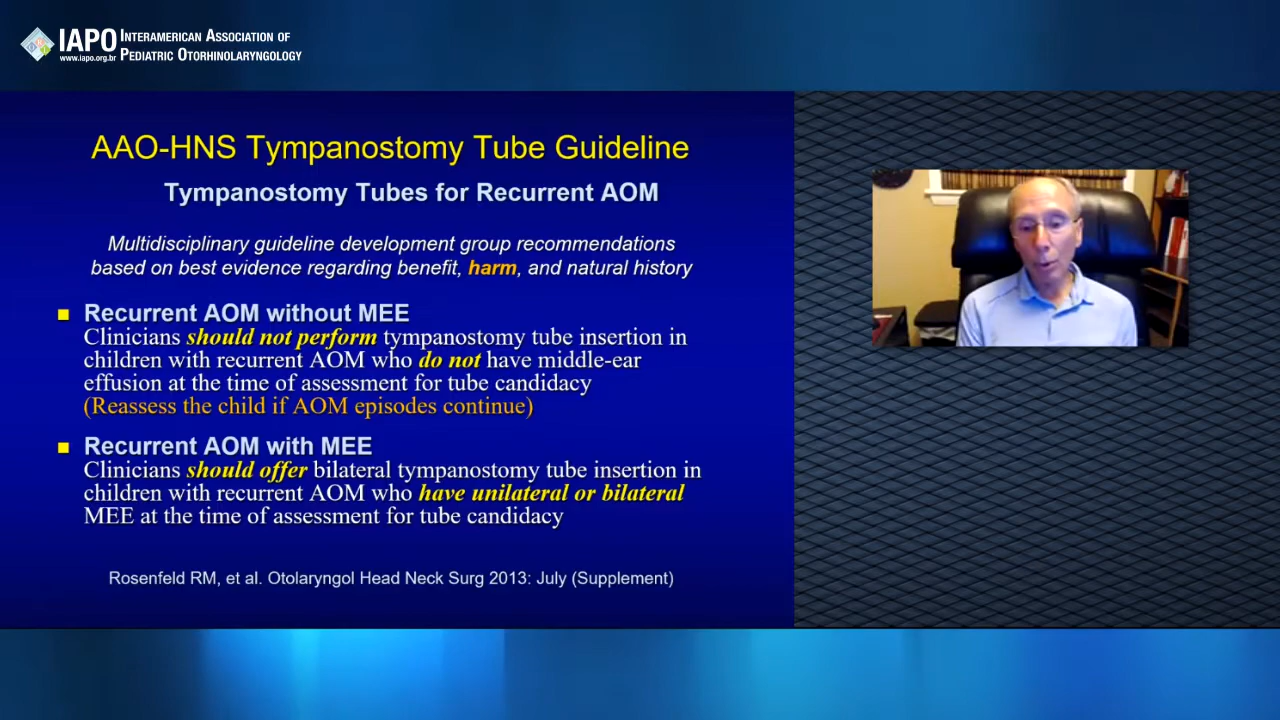 IAPO
INTERAMERICAN ASSOCIATION OF
PEDIATRIC OTORHINOLARYNGOLOGY
www.iapo.org.br
AAO-HNS Tympanostomy Tube Guideline
Tympanostomy Tubes for Recurrent AOM
Multidisciplinary guideline development group recommendations
based on best evidence regarding benefit, harm, and natural history
Recurrent AOM without MEE
Clinicians should not perform tympanostomy tube insertion in
children with recurrent AOM who do not have middle-ear
effusion at the time of assessment for tube candidacy
(Reassess the child if AOM episodes continue)
Recurrent AOM with MEE
Clinicians should offer bilateral tympanostomy tube insertion in
children with recurrent AOM who have unilateral or bilateral
MEE at the time of assessment for tube candidacy
Rosenfeld RM, et al. Otolaryngol Head Neck Surg 2013: July (Supplement)